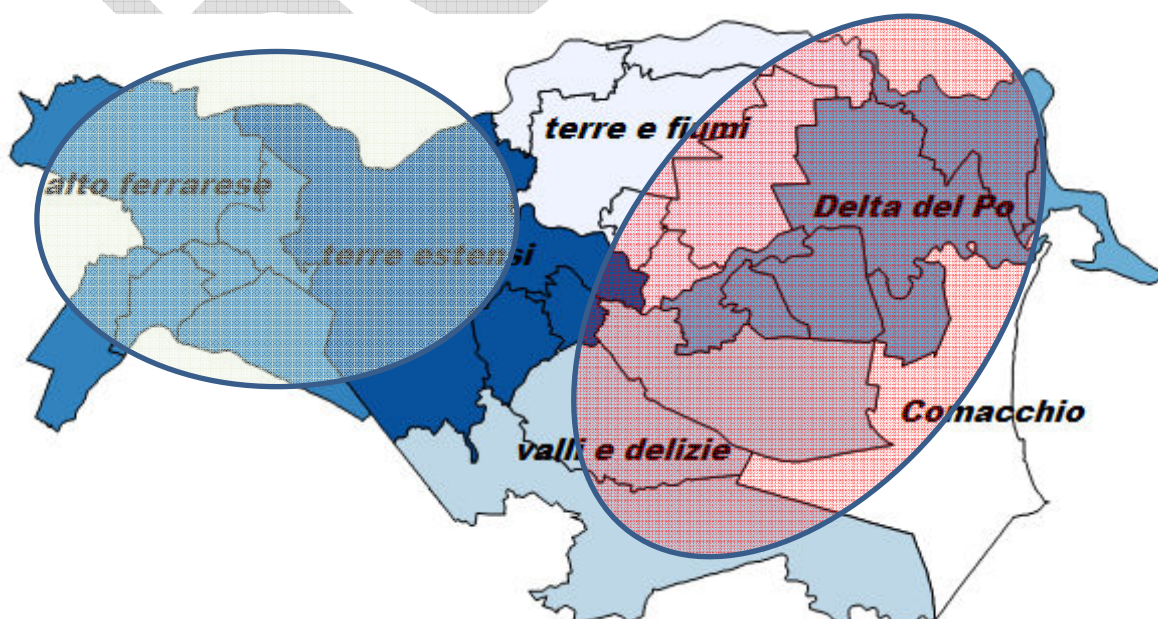 terre e fiumi
alto ferrarese
Delta del Po
terre estensi
Comacchio
valli e delizie